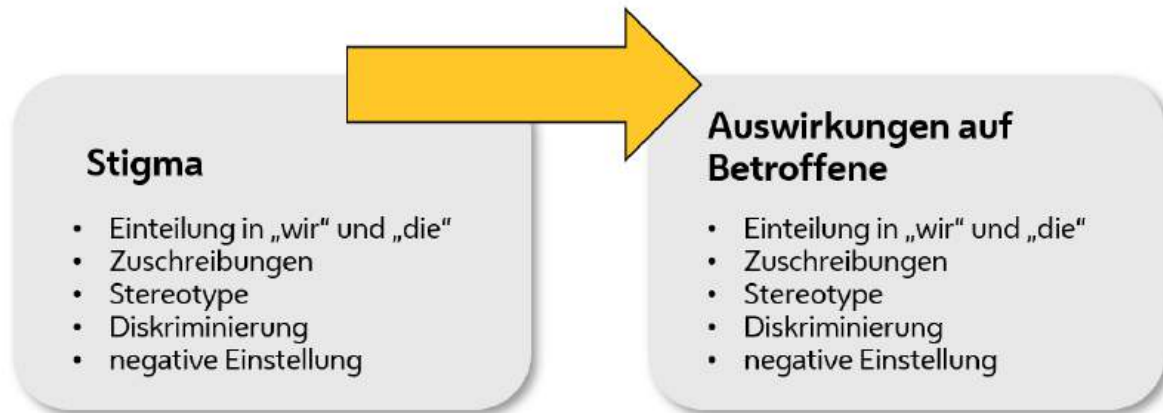 Stigma
• Einteilung in „wir“ und „die“
• Zuschreibungen
• Stereotype
• Diskriminierung
• negative Einstellung
Auswirkungen auf
Betroffene
• Einteilung in „wir“ und „die“
• Zuschreibungen
• Stereotype
• Diskriminierung
• negative Einstellung